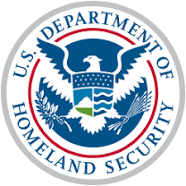 U.S. DEPARTMENT OF
HOMELAND SECURITY